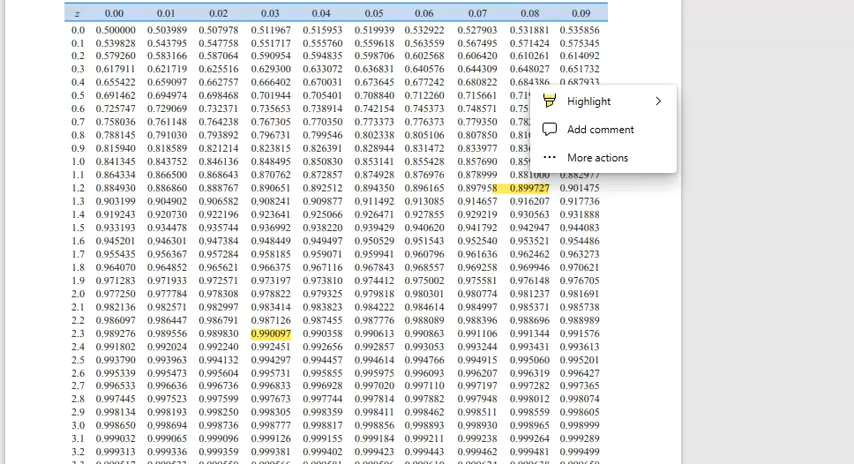 z 0.00 0.01 0.02 0.03 0.04 0.05 0.06 0.07 0.08 0.09
0.0 0.500000 0.503989 0.507978 0.511967 0.515953 0.519939 0.532922 0.527903 0.531881 0.535856
0.1 0.539828 0.543795 0.547758 0.551717 0.555760 0.559618 0.563559 0.567495 0.571424 0.575345
0.2 0.579260 0.583166 0.587064 0.590954 0.594835 0.598706 0.602568 0.606420 0.610261 0.614092
0.3 0.617911 0.621719 0.625516 0.629300 0.633072 0.636831 0.640576 0.644309 0.648027 0.651732
0.4 0.655422 0.659097 0.662757 0.666402 0.670031 0.673645 0.677242 0.680822 0.684386 0.687933
0.5 0.691462 0.694974 0.698468 0.701944 0.705401 0.708840 0.712260 0.715661
0.6 0.725747 0.729069 0.732371 0.735653 0.738914 0.742154 0.745373 0.748571
0.7 0.758036 0.761148 0.764238 0.767305 0.770350 0.773373 0.776373 0.779350
0.8 0.788145 0.791030 0.793892 0.796731 0.799546 0.802338 0.805106 0.807850
0.9 0.815940 0.818589 0.821214 0.823815 0.826391 0.828944 0.831472 0.833977
1.0 0.841345 0.843752 0.846136 0.848495 0.850830 0.853141 0.855428 0.857690
1.1 0.864334 0.866500 0.868643 0.870762 0.872857 0.874928 0.876976 0.878999 0.881000 0.882977
1.2 0.884930 0.886860 0.888767 0.890651 0.892512 0.894350 0.896165 0.897958 0.899727 0.901475
1.3 0.903199 0.904902 0.906582 0.908241 0.909877 0.911492 0.913085 0.914657 0.916207 0.917736
1.4 0.919243 0.920730 0.922196 0.923641 0.925066 0.926471 0.927855 0.929219 0.930563 0.931888
1.5 0.933193 0.934478 0.935744 0.936992 0.938220 0.939429 0.940620 0.941792 0.942947 0.944083
1.6 0.945201 0.946301 0.947384 0.948449 0.949497 0.950529 0.951543 0.952540 0.953521 0.954486
1.7 0.955435 0.956367 0.957284 0.958185 0.959071 0.959941 0.960796 0.961636 0.962462 0.963273
1.8 0.964070 0.964852 0.965621 0.966375 0.967116 0.967843 0.968557 0.969258 0.969946 0.970621
1.9 0.971283 0.971933 0.972571 0.973197 0.973810 0.974412 0.975002 0.975581 0.976148 0.976705
2.0 0.977250 0.977784 0.978308 0.978822 0.979325 0.979818 0.980301 0.980774 0.981237 0.981691
2.1 0.982136 0.982571 0.982997 0.983414 0.983823 0.984222 0.984614 0.984997 0.985371 0.985738
2.2 0.986097 0.986447 0.986791 0.987126 0.987455 0.987776 0.988089 0.988396 0.988696 0.988989
2.3 0.989276 0.989556 0.989830 0.990097 0.990358 0.990613 0.990863 0.991106 0.991344 0.991576
2.4 0.991802 0.992024 0.992240 0.992451 0.992656 0.992857 0.993053 0.993244 0.993431 0.993613
2.5 0.993790 0.993963 0.994132 0.994297 0.994457 0.994614 0.994766 0.994915 0.995060 0.995201
2.6 0.995339 0.995473 0.995604 0.995731 0.995855 0.995975 0.996093 0.996207 0.996319 0.996427
2.7 0.996533 0.996636 0.996736 0.996833 0.996928 0.997020 0.997110 0.997197 0.997282 0.997365
2.8 0.997445 0.997523 0.997599 0.997673 0.997744 0.997814 0.997882 0.997948 0.998012 0.998074
2.9 0.998134 0.998193 0.998250 0.998305 0.998359 0.998411 0.998462 0.998511 0.998559 0.998605
3.0 0.998650 0.998694 0.998736 0.998777 0.998817 0.998856 0.998893 0.998930 0.998965 0.998999
3.1 0.999032 0.999065 0.999096 0.999126 0.999155 0.999184 0.999211 0.999238 0.999264 0.999289
3.2 0.999313 0.999336 0.999359 0.999381 0.999402 0.999423 0.999443 0.999462 0.999481 0.999499
Highlight
Add comment
More actions